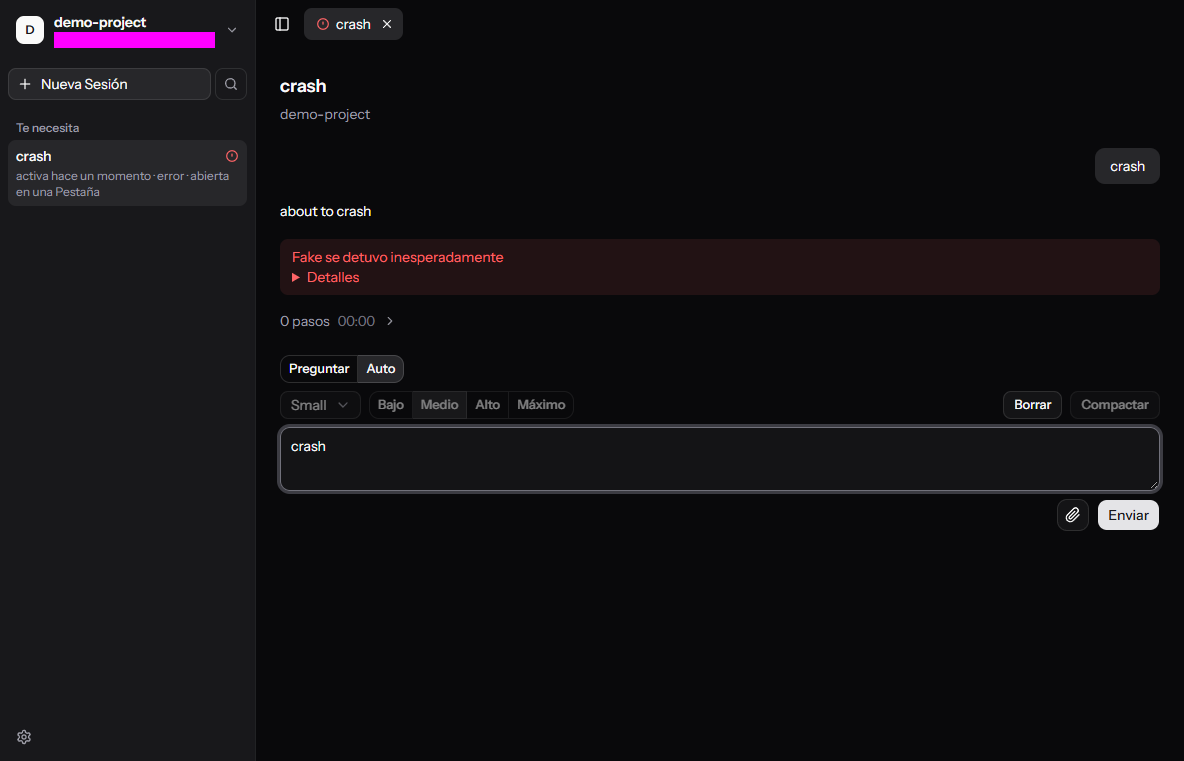 D
demo-project
Nueva Sesión
Te necesita
crash
activa hace un momento · error · abierta
en una Pestaña
crash
crash
demo-project
crash
about to crash
Fake se detuvo inesperadamente
Detalles
0 pasos 00:00
Preguntar Auto
Small Bajo Medio Alto Máximo Borrar Compactar
crash
Enviar